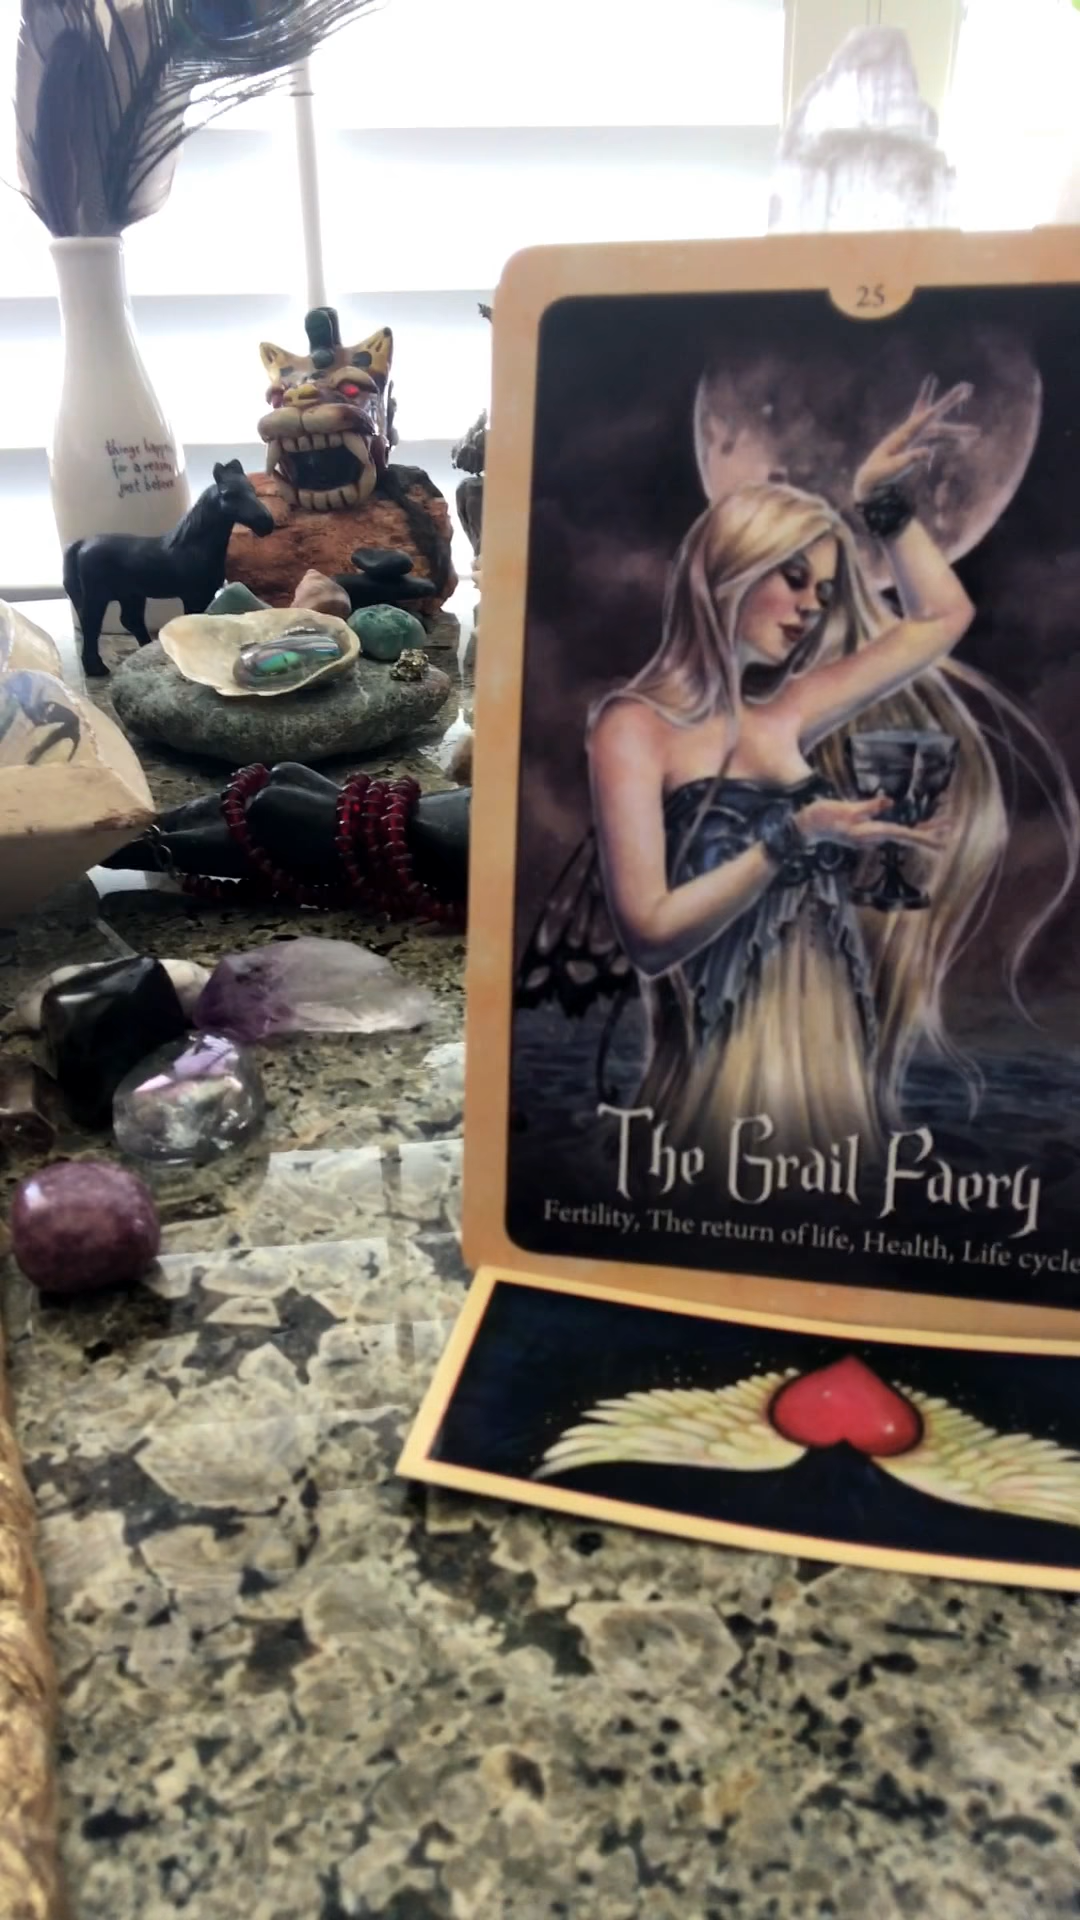 things happen
for a reason
just believe
25
The Grail Faery
Fertility, The return of life, Health, Life cycle